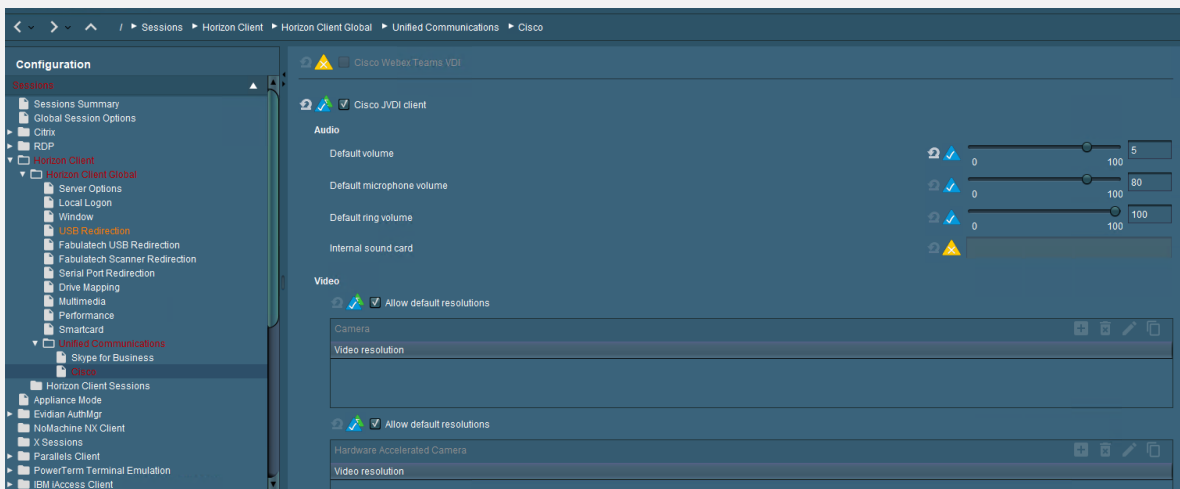 / Sessions Horizon Client Horizon Client Global Unified Communications Cisco
Configuration
Sessions
Sessions Summary
Global Session Options
Citrix
RDP
Horizon Client
Horizon Client Global
Server Options
Local Logon
Window
USB Redirection
Fabulatech USB Redirection
Fabulatech Scanner Redirection
Serial Port Redirection
Drive Mapping
Multimedia
Performance
Smartcard
Unified Communications
Skype for Business
Cisco
Horizon Client Sessions
Appliance Mode
Evidian AuthMgr
NoMachine NX Client
X Sessions
Parallels Client
PowerTerm Terminal Emulation
IBM iAccess Client
Cisco Webex Teams VDI
Cisco JVDI client
Audio
Default volume
0 100
5
Default microphone volume
0 100
80
Default ring volume
0 100
100
Internal sound card
Video
Allow default resolutions
Camera
Video resolution
Allow default resolutions
Hardware Accelerated Camera
Video resolution